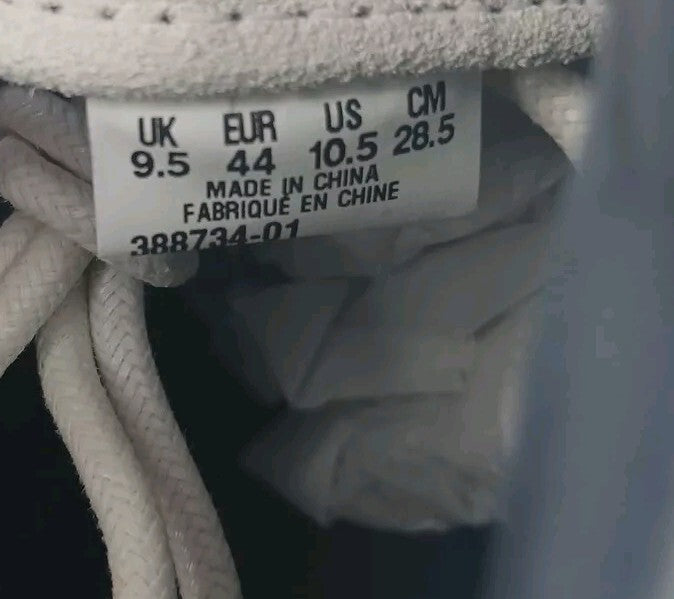 UK EUR US CM
9.5 44 10.5 28.5
MADE IN CHINA
FABRIQUÉ EN CHINE
388734-01